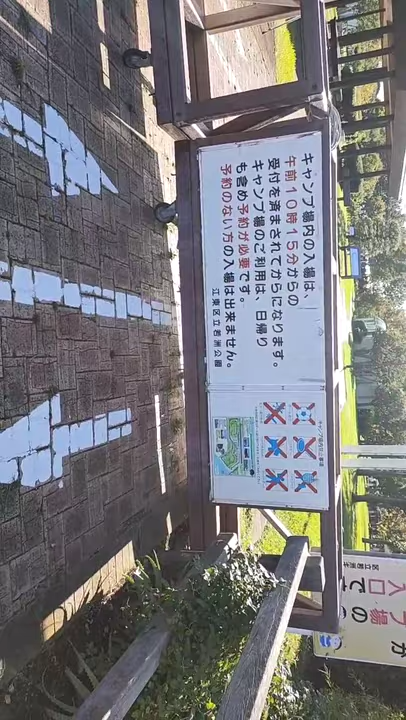 キャンプ場内の入場は、
午前10時15分からの
受付を済まされてからになります。
キャンプ場のご利用は、日帰り
も含め予約が必要です。
予約のない方の入場は出来ません。
江東区立若洲公園